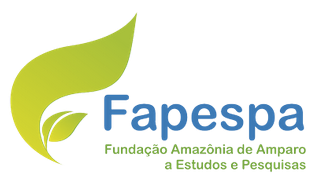 Fapespa
Fundação Amazônia de Amparo
a Estudos e Pesquisas